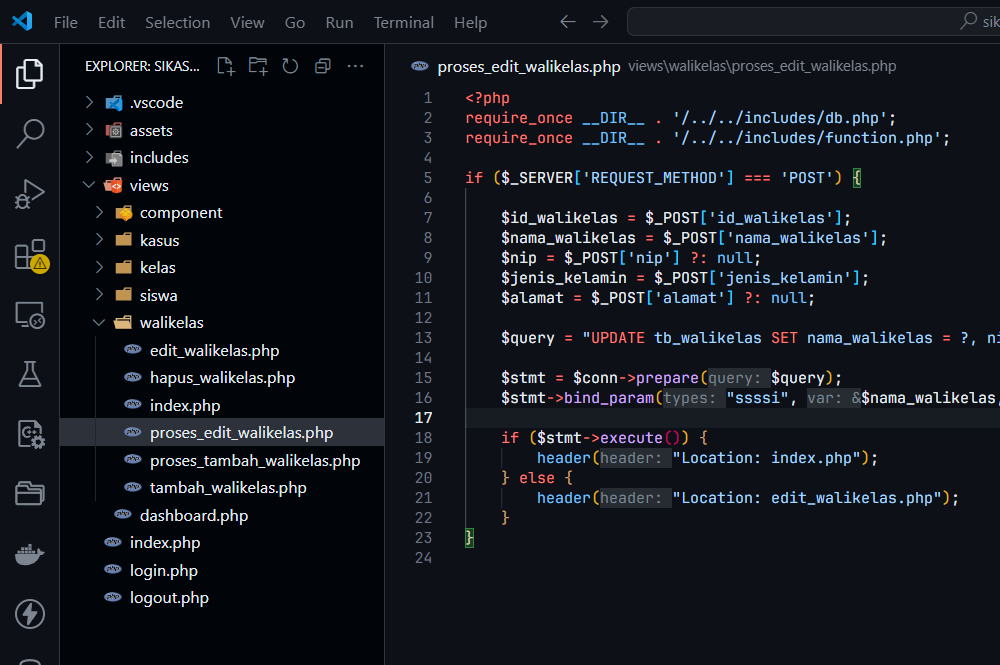 File Edit Selection View Go Run Terminal Help
sik
EXPLORER: SIKAS...
.vscode
assets
includes
views
component
kasus
kelas
siswa
walikelas
edit_walikelas.php
hapus_walikelas.php
index.php
proses_edit_walikelas.php
proses_tambah_walikelas.php
tambah_walikelas.php
dashboard.php
index.php
login.php
logout.php
proses_edit_walikelas.php views\walikelas\proses_edit_walikelas.php
1 <?php
2 require_once __DIR__ . '/../../includes/db.php';
3 require_once __DIR__ . '/../../includes/function.php';
4
5 if ($_SERVER['REQUEST_METHOD'] === 'POST') {
6
7 $id_walikelas = $_POST['id_walikelas'];
8 $nama_walikelas = $_POST['nama_walikelas'];
9 $nip = $_POST['nip'] ?: null;
10 $jenis_kelamin = $_POST['jenis_kelamin'];
11 $alamat = $_POST['alamat'] ?: null;
12
13 $query = "UPDATE tb_walikelas SET nama_walikelas = ?, ni
14
15 $stmt = $conn->prepare(query: $query);
16 $stmt->bind_param(types: "ssssi", var: &$nama_walikelas,
17
18 if ($stmt->execute()) {
19 header(header: "Location: index.php");
20 } else {
21 header(header: "Location: edit_walikelas.php");
22 }
23 }
24